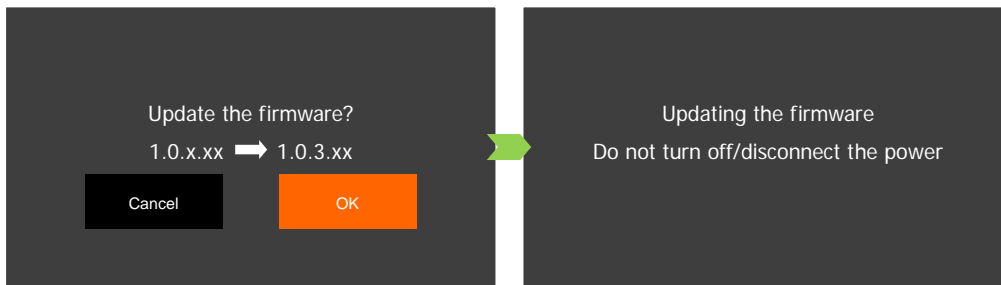 Update the firmware?
1.0.x.xx 1.0.3.xx
Cancel OK
Updating the firmware
Do not turn off/disconnect the power